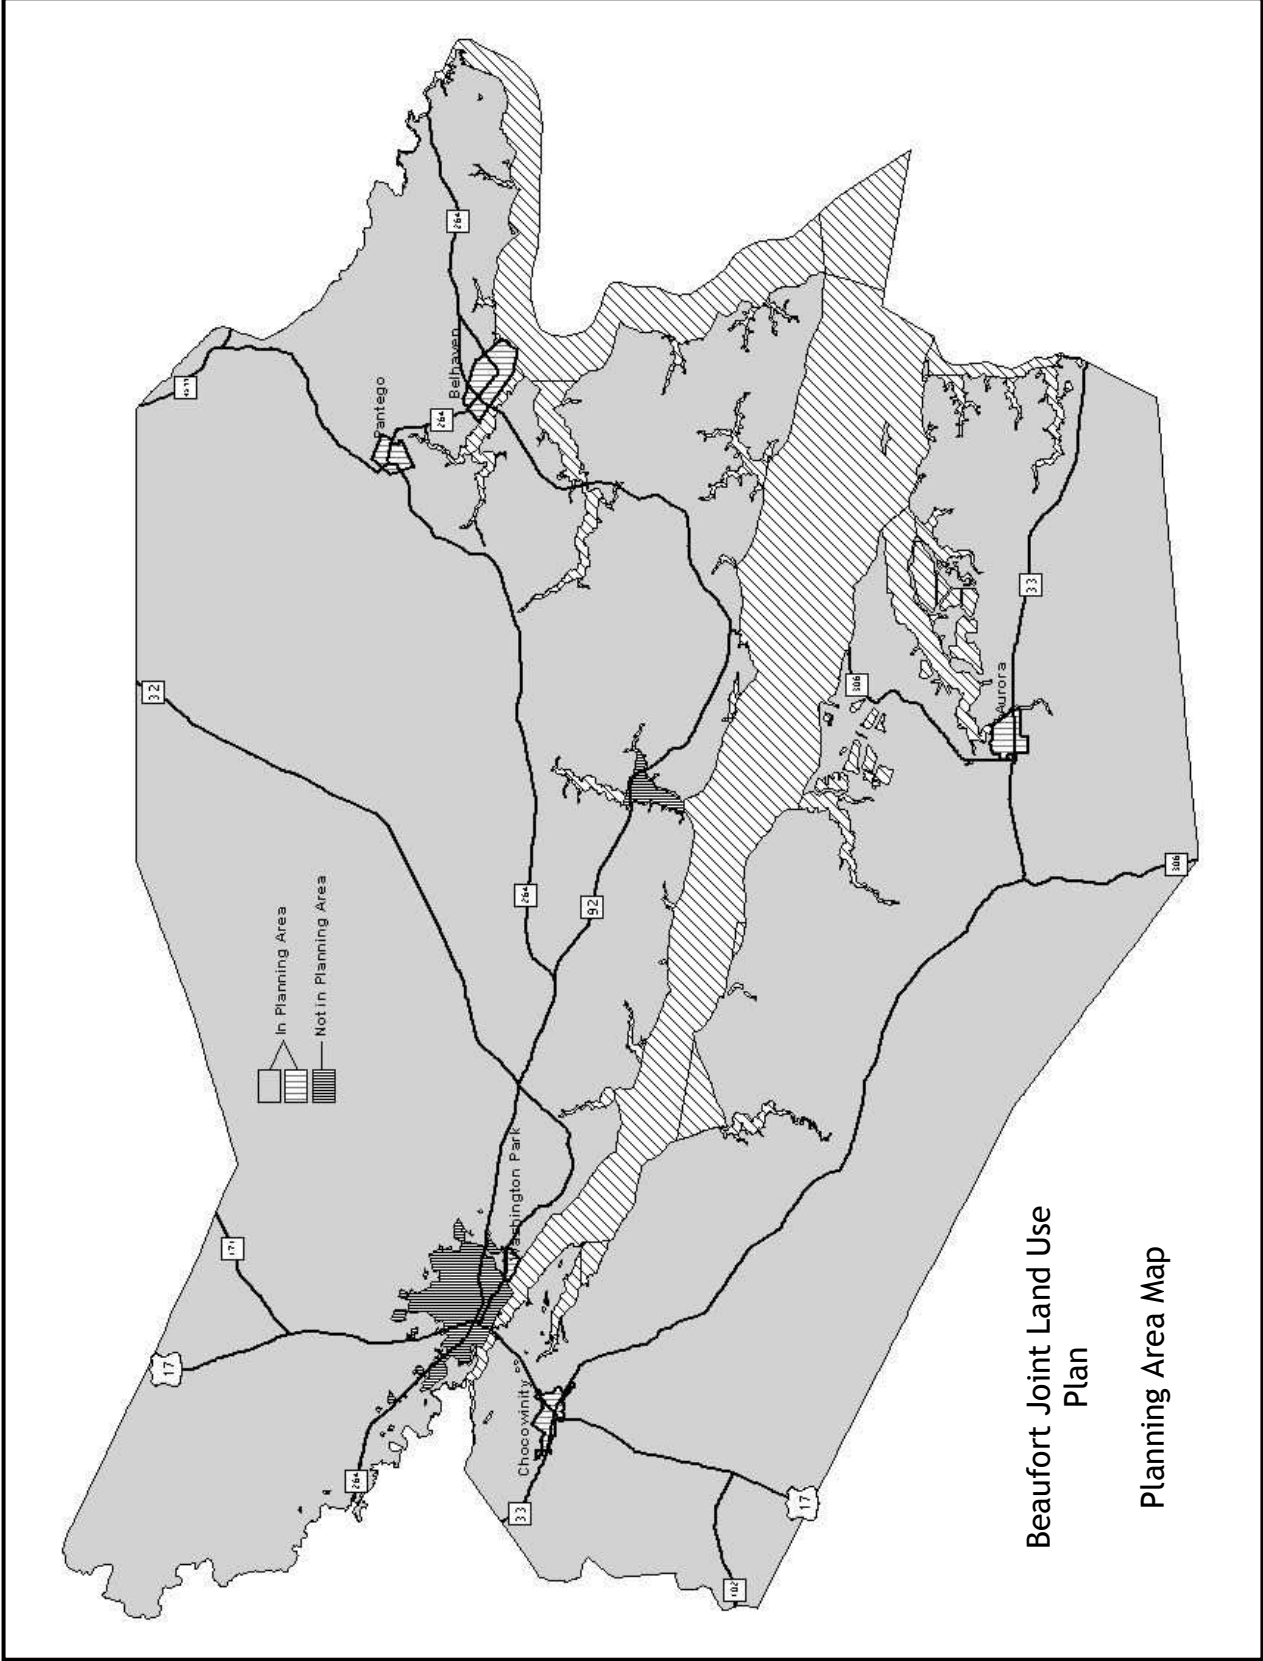 Beaufort Joint Land Use
Plan
Planning Area Map
In Planning Area
Not in Planning Area
Pantego
Belhaven
Washington Park
Chocowinity
Aurora
17
171
32
264
264
264
264
92
33
17
102
306
306
33